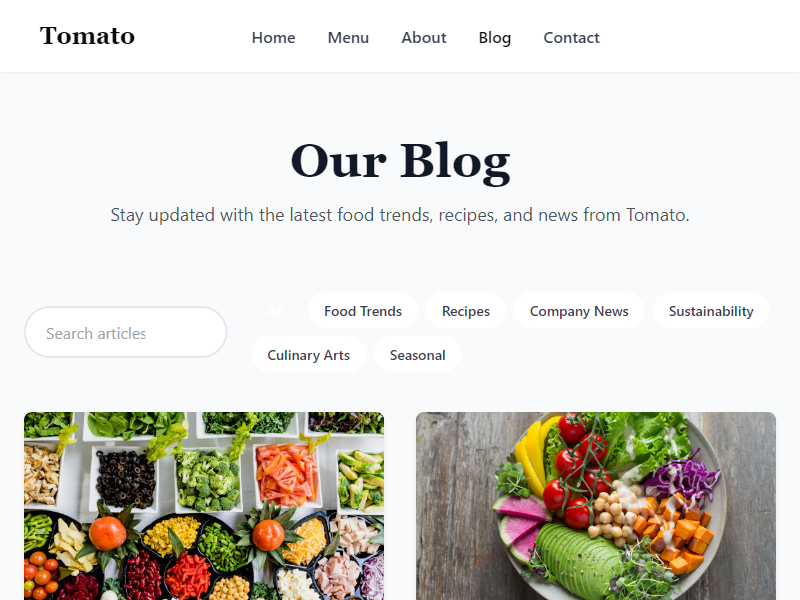 Tomato
Home Menu About Blog Contact
Our Blog
Stay updated with the latest food trends, recipes, and news from Tomato.
Search articles
All Food Trends Recipes Company News Sustainability
Culinary Arts Seasonal